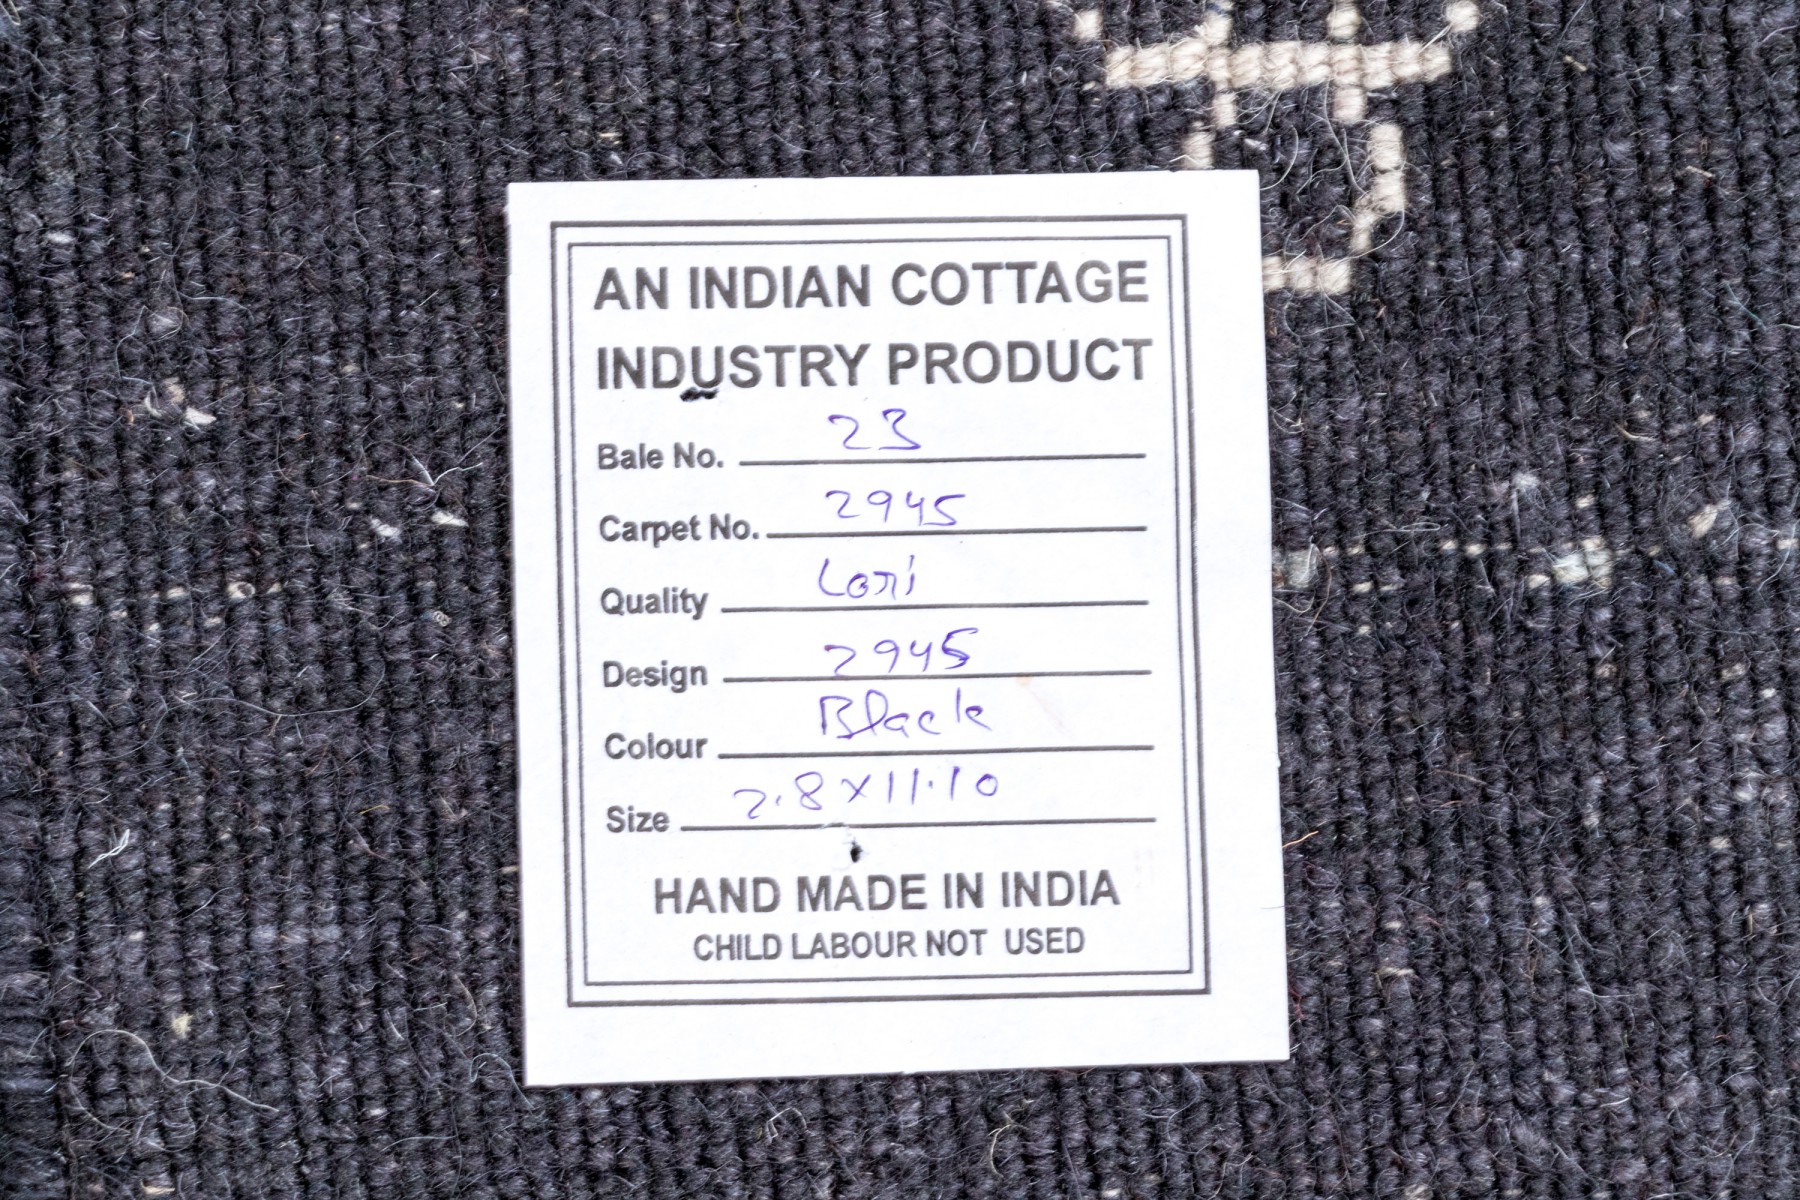 AN INDIAN COTTAGE
INDUSTRY PRODUCT
Bale No. 23
Carpet No. 2945
Quality Lori
Design 2945
Colour Black
Size 2.8x11.10
HAND MADE IN INDIA
CHILD LABOUR NOT USED